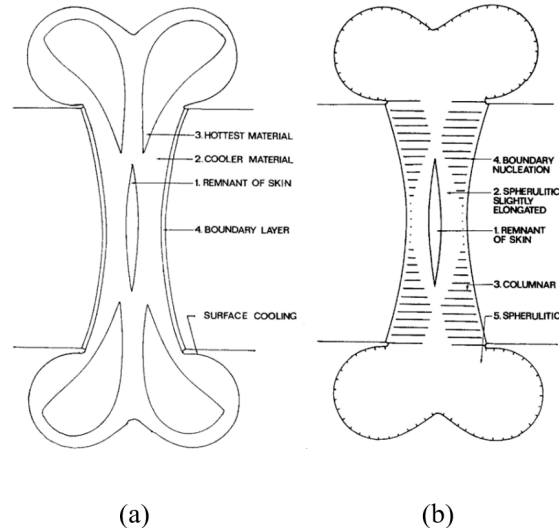 3. HOTTEST MATERIAL
2. COOLER MATERIAL
1. REMNANT OF SKIN
4. BOUNDARY LAYER
SURFACE COOLING
4. BOUNDARY
NUCLEATION
2. SPHERULITIC
SLIGHTLY
ELONGATED
1. REMNANT
OF SKIN
3. COLUMNAR
5. SPHERULITIC
(a)
(b)